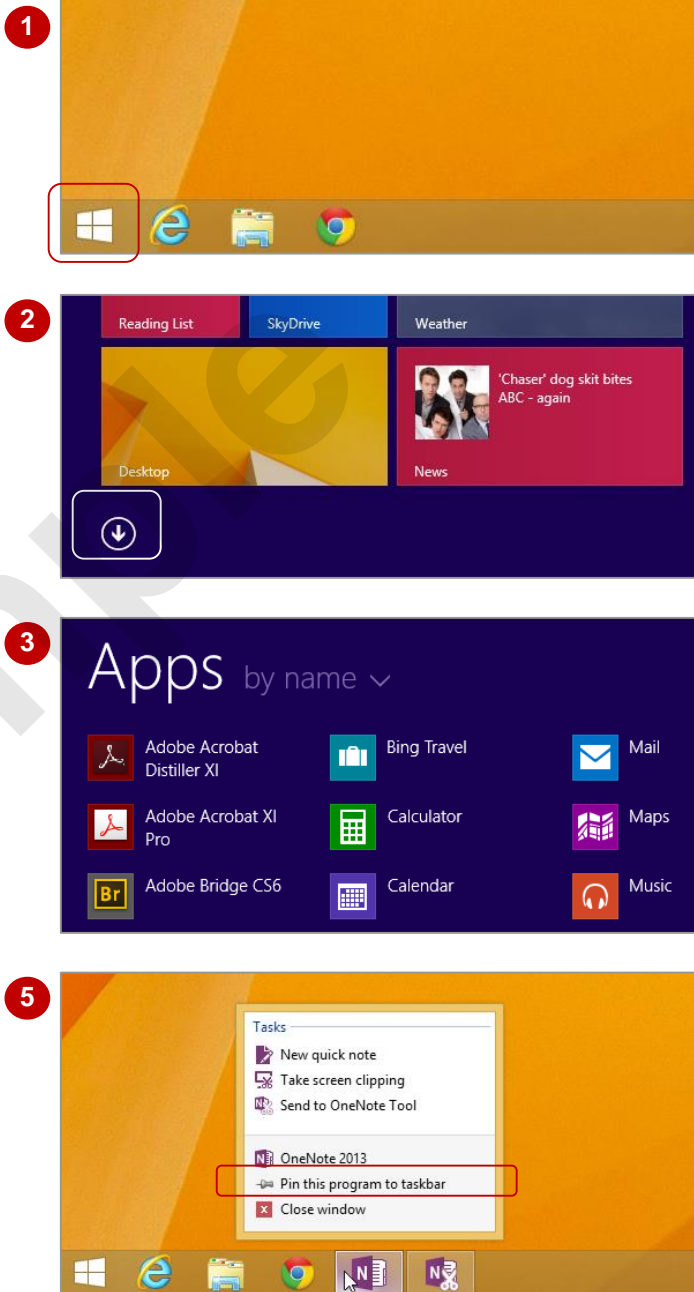 1
2
Reading List
SkyDrive
Weather
'Chaser' dog skit bites
ABC - again
Desktop
News
3
Apps by name
Adobe Acrobat
Distiller XI
Bing Travel
Mail
Adobe Acrobat XI
Pro
Calculator
Maps
Br
Adobe Bridge CS6
Calendar
Music
5
Tasks
New quick note
Take screen clipping
Send to OneNote Tool
N
OneNote 2013
Pin this program to taskbar
x
Close window
N
N